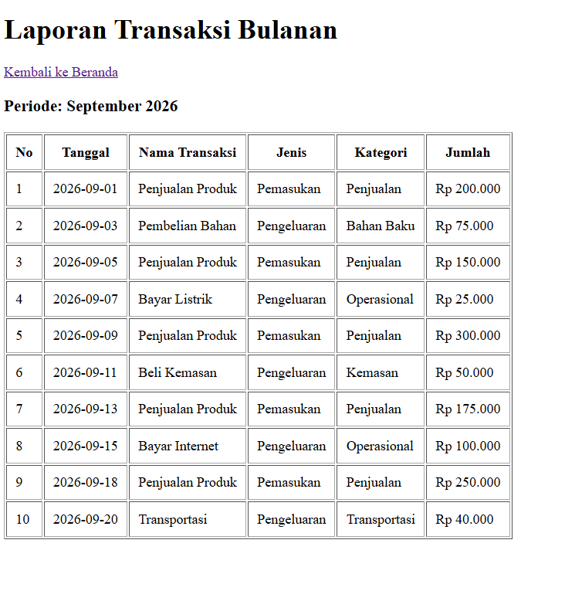 Laporan Transaksi Bulanan
Kembali ke Beranda
Periode: September 2026
No Tanggal Nama Transaksi Jenis Kategori Jumlah
1 2026-09-01 Penjualan Produk Pemasukan Penjualan Rp 200.000
2 2026-09-03 Pembelian Bahan Pengeluaran Bahan Baku Rp 75.000
3 2026-09-05 Penjualan Produk Pemasukan Penjualan Rp 150.000
4 2026-09-07 Bayar Listrik Pengeluaran Operasional Rp 25.000
5 2026-09-09 Penjualan Produk Pemasukan Penjualan Rp 300.000
6 2026-09-11 Beli Kemasan Pengeluaran Kemasan Rp 50.000
7 2026-09-13 Penjualan Produk Pemasukan Penjualan Rp 175.000
8 2026-09-15 Bayar Internet Pengeluaran Operasional Rp 100.000
9 2026-09-18 Penjualan Produk Pemasukan Penjualan Rp 250.000
10 2026-09-20 Transportasi Pengeluaran Transportasi Rp 40.000